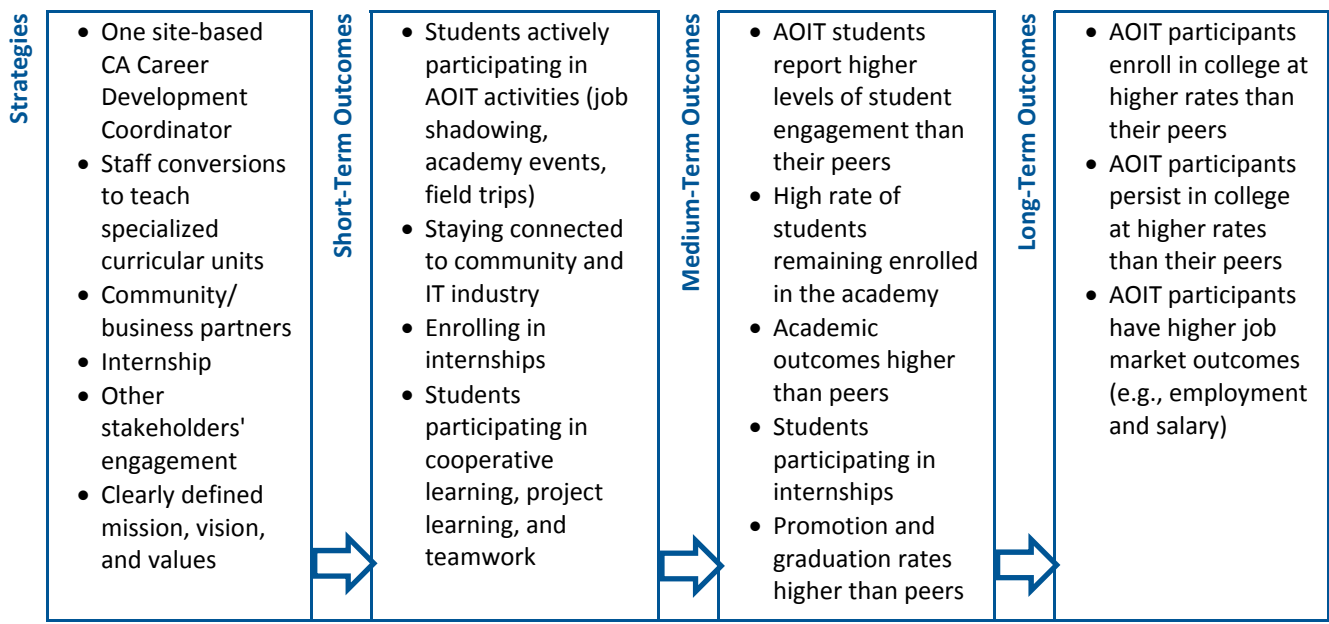 Strategies
• One site-based
CA Career
Development
Coordinator
• Staff conversions
to teach
specialized
curricular units
• Community/
business partners
• Internship
• Other
stakeholders'
engagement
• Clearly defined
mission, vision,
and values
Short-Term Outcomes
• Students actively
participating in
AOIT activities (job
shadowing,
academy events,
field trips)
• Staying connected
to community and
IT industry
• Enrolling in
internships
• Students
participating in
cooperative
learning, project
learning, and
teamwork
Medium-Term Outcomes
• AOIT students
report higher
levels of student
engagement than
their peers
• High rate of
students
remaining enrolled
in the academy
• Academic
outcomes higher
than peers
• Students
participating in
internships
• Promotion and
graduation rates
higher than peers
Long-Term Outcomes
• AOIT participants
enroll in college at
higher rates than
their peers
• AOIT participants
persist in college
at higher rates
than their peers
• AOIT participants
have higher job
market outcomes
(e.g., employment
and salary)